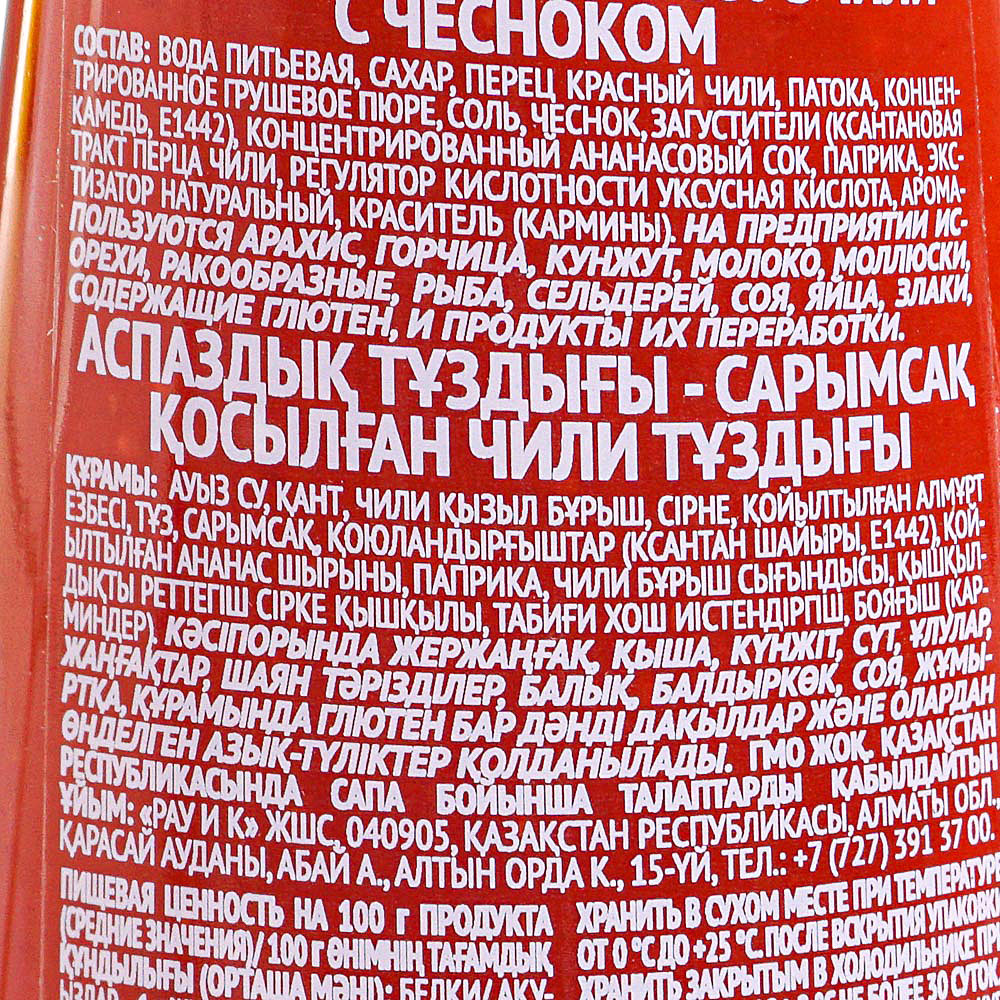 С ЧЕСНОКОМ
СОСТАВ: ВОДА ПИТЬЕВАЯ, САХАР, ПЕРЕЦ КРАСНЫЙ ЧИЛИ, ПАТОКА, КОНЦЕН-
ТРИРОВАННОЕ ГРУШЕВОЕ ПЮРЕ, СОЛЬ, ЧЕСНОК, ЗАГУСТИТЕЛИ (КСАНТАНОВАЯ
КАМЕДЬ, Е1442), КОНЦЕНТРИРОВАННЫЙ АНАНАСОВЫЙ СОК, ПАПРИКА, ЭКС-
ТРАКТ ПЕРЦА ЧИЛИ, РЕГУЛЯТОР КИСЛОТНОСТИ УКСУСНАЯ КИСЛОТА, АРОМА-
ТИЗАТОР НАТУРАЛЬНЫЙ, КРАСИТЕЛЬ (КАРМИНЫ). НА ПРЕДПРИЯТИИ ИС-
ПОЛЬЗУЮТСЯ АРАХИС, ГОРЧИЦА, КУНЖУТ, МОЛОКО, МОЛЛЮСКИ,
ОРЕХИ, РАКООБРАЗНЫЕ, РЫБА, СЕЛЬДЕРЕЙ, СОЯ, ЯЙЦА, ЗЛАКИ,
СОДЕРЖАЩИЕ ГЛЮТЕН, И ПРОДУКТЫ ИХ ПЕРЕРАБОТКИ.
АСПАЗДЫҚ ТҰЗДЫҒЫ - САРЫМСАҚ
ҚОСЫЛҒАН ЧИЛИ ТҰЗДЫҒЫ
ҚҰРАМЫ: АУЫЗ СУ, ҚАНТ, ЧИЛИ ҚЫЗЫЛ БҰРЫШ, СІРНЕ, ҚОЙЫЛТЫЛҒАН АЛМҰРТ
ЕЗБЕСІ, ТҰЗ, САРЫМСАҚ, ҚОЮЛАНДЫРҒЫШТАР (КСАНТАН ШАЙЫРЫ, Е1442), ҚОЙ-
ЫЛТЫЛҒАН АНАНАС ШЫРЫНЫ, ПАПРИКА, ЧИЛИ БҰРЫШ СЫҒЫНДЫСЫ, ҚЫШҚЫЛ-
ДЫҚТЫ РЕТТЕГІШ СІРКЕ ҚЫШҚЫЛЫ, ТАБИҒИ ХОШ ИІСТЕНДІРГІШ, БОЯҒЫШ (КАР-
МИНДЕР). КӘСІПОРЫНДА ЖЕРЖАҢҒАҚ, ҚЫША, КҮНЖІТ, СҮТ, ҰЛУЛАР,
ЖАҢҒАҚТАР, ШАЯН ТӘРІЗДІЛЕР, БАЛЫҚ, БАЛДЫРКӨК, СОЯ, ЖҰМЫ-
РТҚА, ҚҰРАМЫНДА ГЛЮТЕН БАР ДӘНДІ ДАҚЫЛДАР ЖӘНЕ ОЛАРДАН
ӨҢДЕЛГЕН АЗЫҚ-ТҮЛІКТЕР ҚОЛДАНЫЛАДЫ. ГМО ЖОҚ. ҚАЗАҚСТАН
РЕСПУБЛИКАСЫНДА САПА БОЙЫНША ТАЛАПТАРДЫ ҚАБЫЛДАЙТЫН
ҰЙЫМ: «РАУ И К» ЖШС, 040905, ҚАЗАҚСТАН РЕСПУБЛИКАСЫ, АЛМАТЫ ОБЛ.,
ҚАРАСАЙ АУДАНЫ, АБАЙ А., АЛТЫН ОРДА К., 15-ҮЙ, ТЕЛ.: +7 (727) 391 37 00.
ПИЩЕВАЯ ЦЕННОСТЬ НА 100 г ПРОДУКТА
(СРЕДНИЕ ЗНАЧЕНИЯ)/ 100 г ӨНІМНІҢ ТАҒАМДЫҚ
ҚҰНДЫЛЫҒЫ (ОРТАША МӘНІ): БЕЛКИ/ АҚУ-
ХРАНИТЬ В СУХОМ МЕСТЕ ПРИ ТЕМПЕРАТУРЕ
ОТ 0 °С ДО +25 °С. ПОСЛЕ ВСКРЫТИЯ УПАКОВК
ХРАНИТЬ ЗАКРЫТЫМ В ХОЛОДИЛЬНИКЕ ПР
НЕ БОЛЕЕ 30 СУТОК